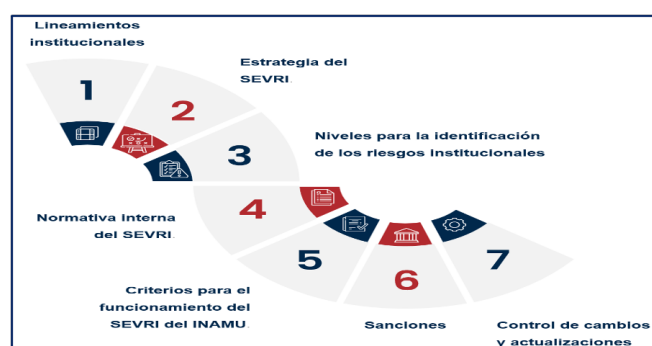 Lineamientos
institucionales
1
2
Estrategia del
SEVRI.
3
Niveles para la identificación
de los riesgos institucionales
4
Normativa interna
del SEVRI.
5
Criterios para el
funcionamiento del
SEVRI del INAMU.
6
Sanciones
7
Control de cambios
y actualizaciones